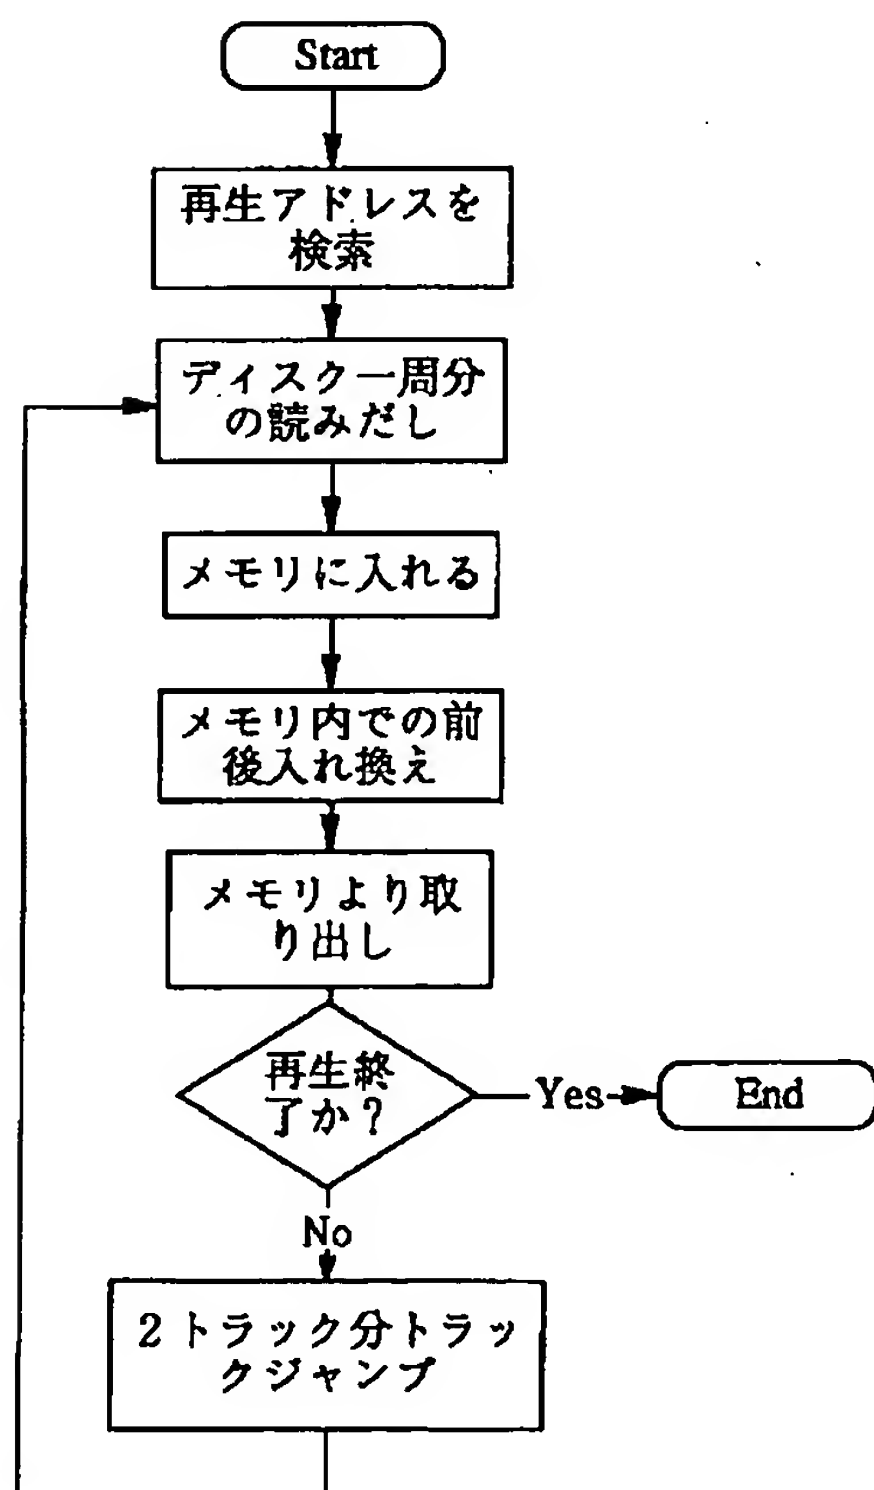 Start
再生アドレスを
検索
ディスク一周分
の読みだし
メモリに入れる
メモリ内での前
後入れ換え
メモリより取
り出し
再生終
了か?
Yes
End
No
2トラック分トラッ
クジャンプ